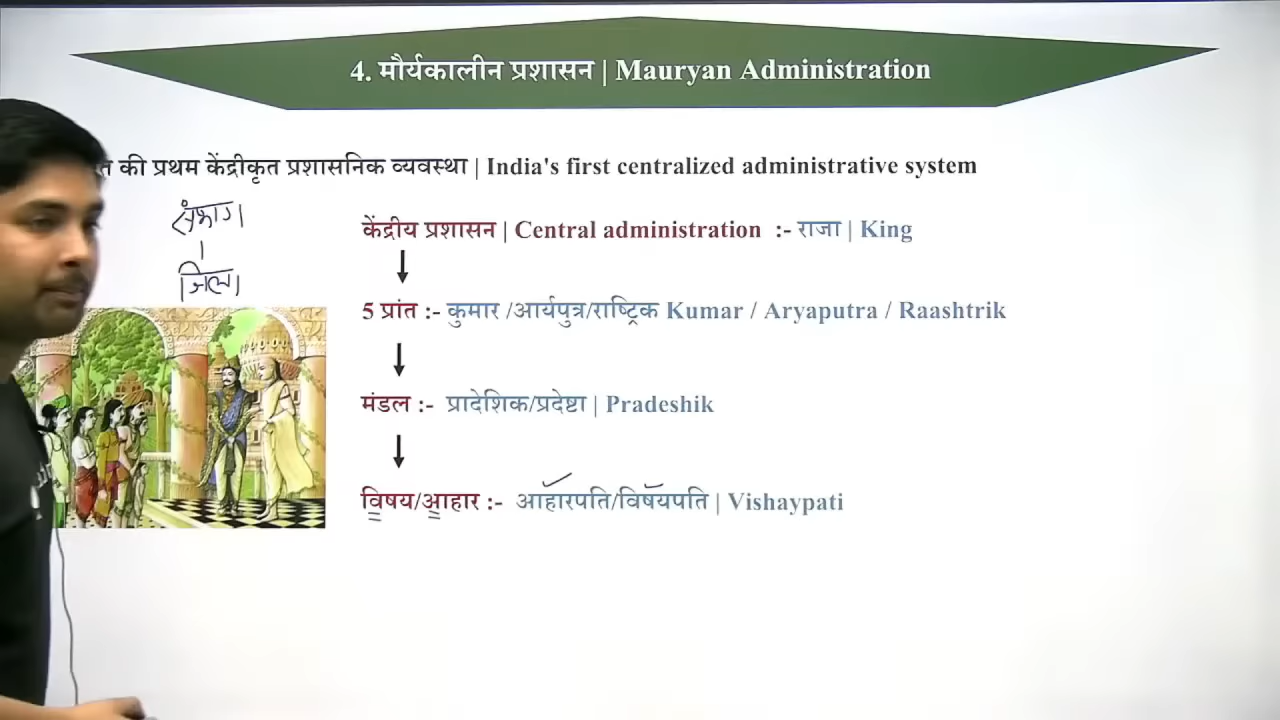 4. मौर्यकालीन प्रशासन | Mauryan Administration
की प्रथम केंद्रीकृत प्रशासनिक व्यवस्था | India's first centralized administrative system
संभाग
जिला
केंद्रीय प्रशासन | Central administration :- राजा | King
5 प्रांत :- कुमार /आर्यपुत्र/राष्ट्रिक Kumar / Aryaputra / Raashtrik
मंडल :- प्रादेशिक/प्रदेष्टा | Pradeshik
विषय/आहार :- आहारपति/विषयपति | Vishaypati